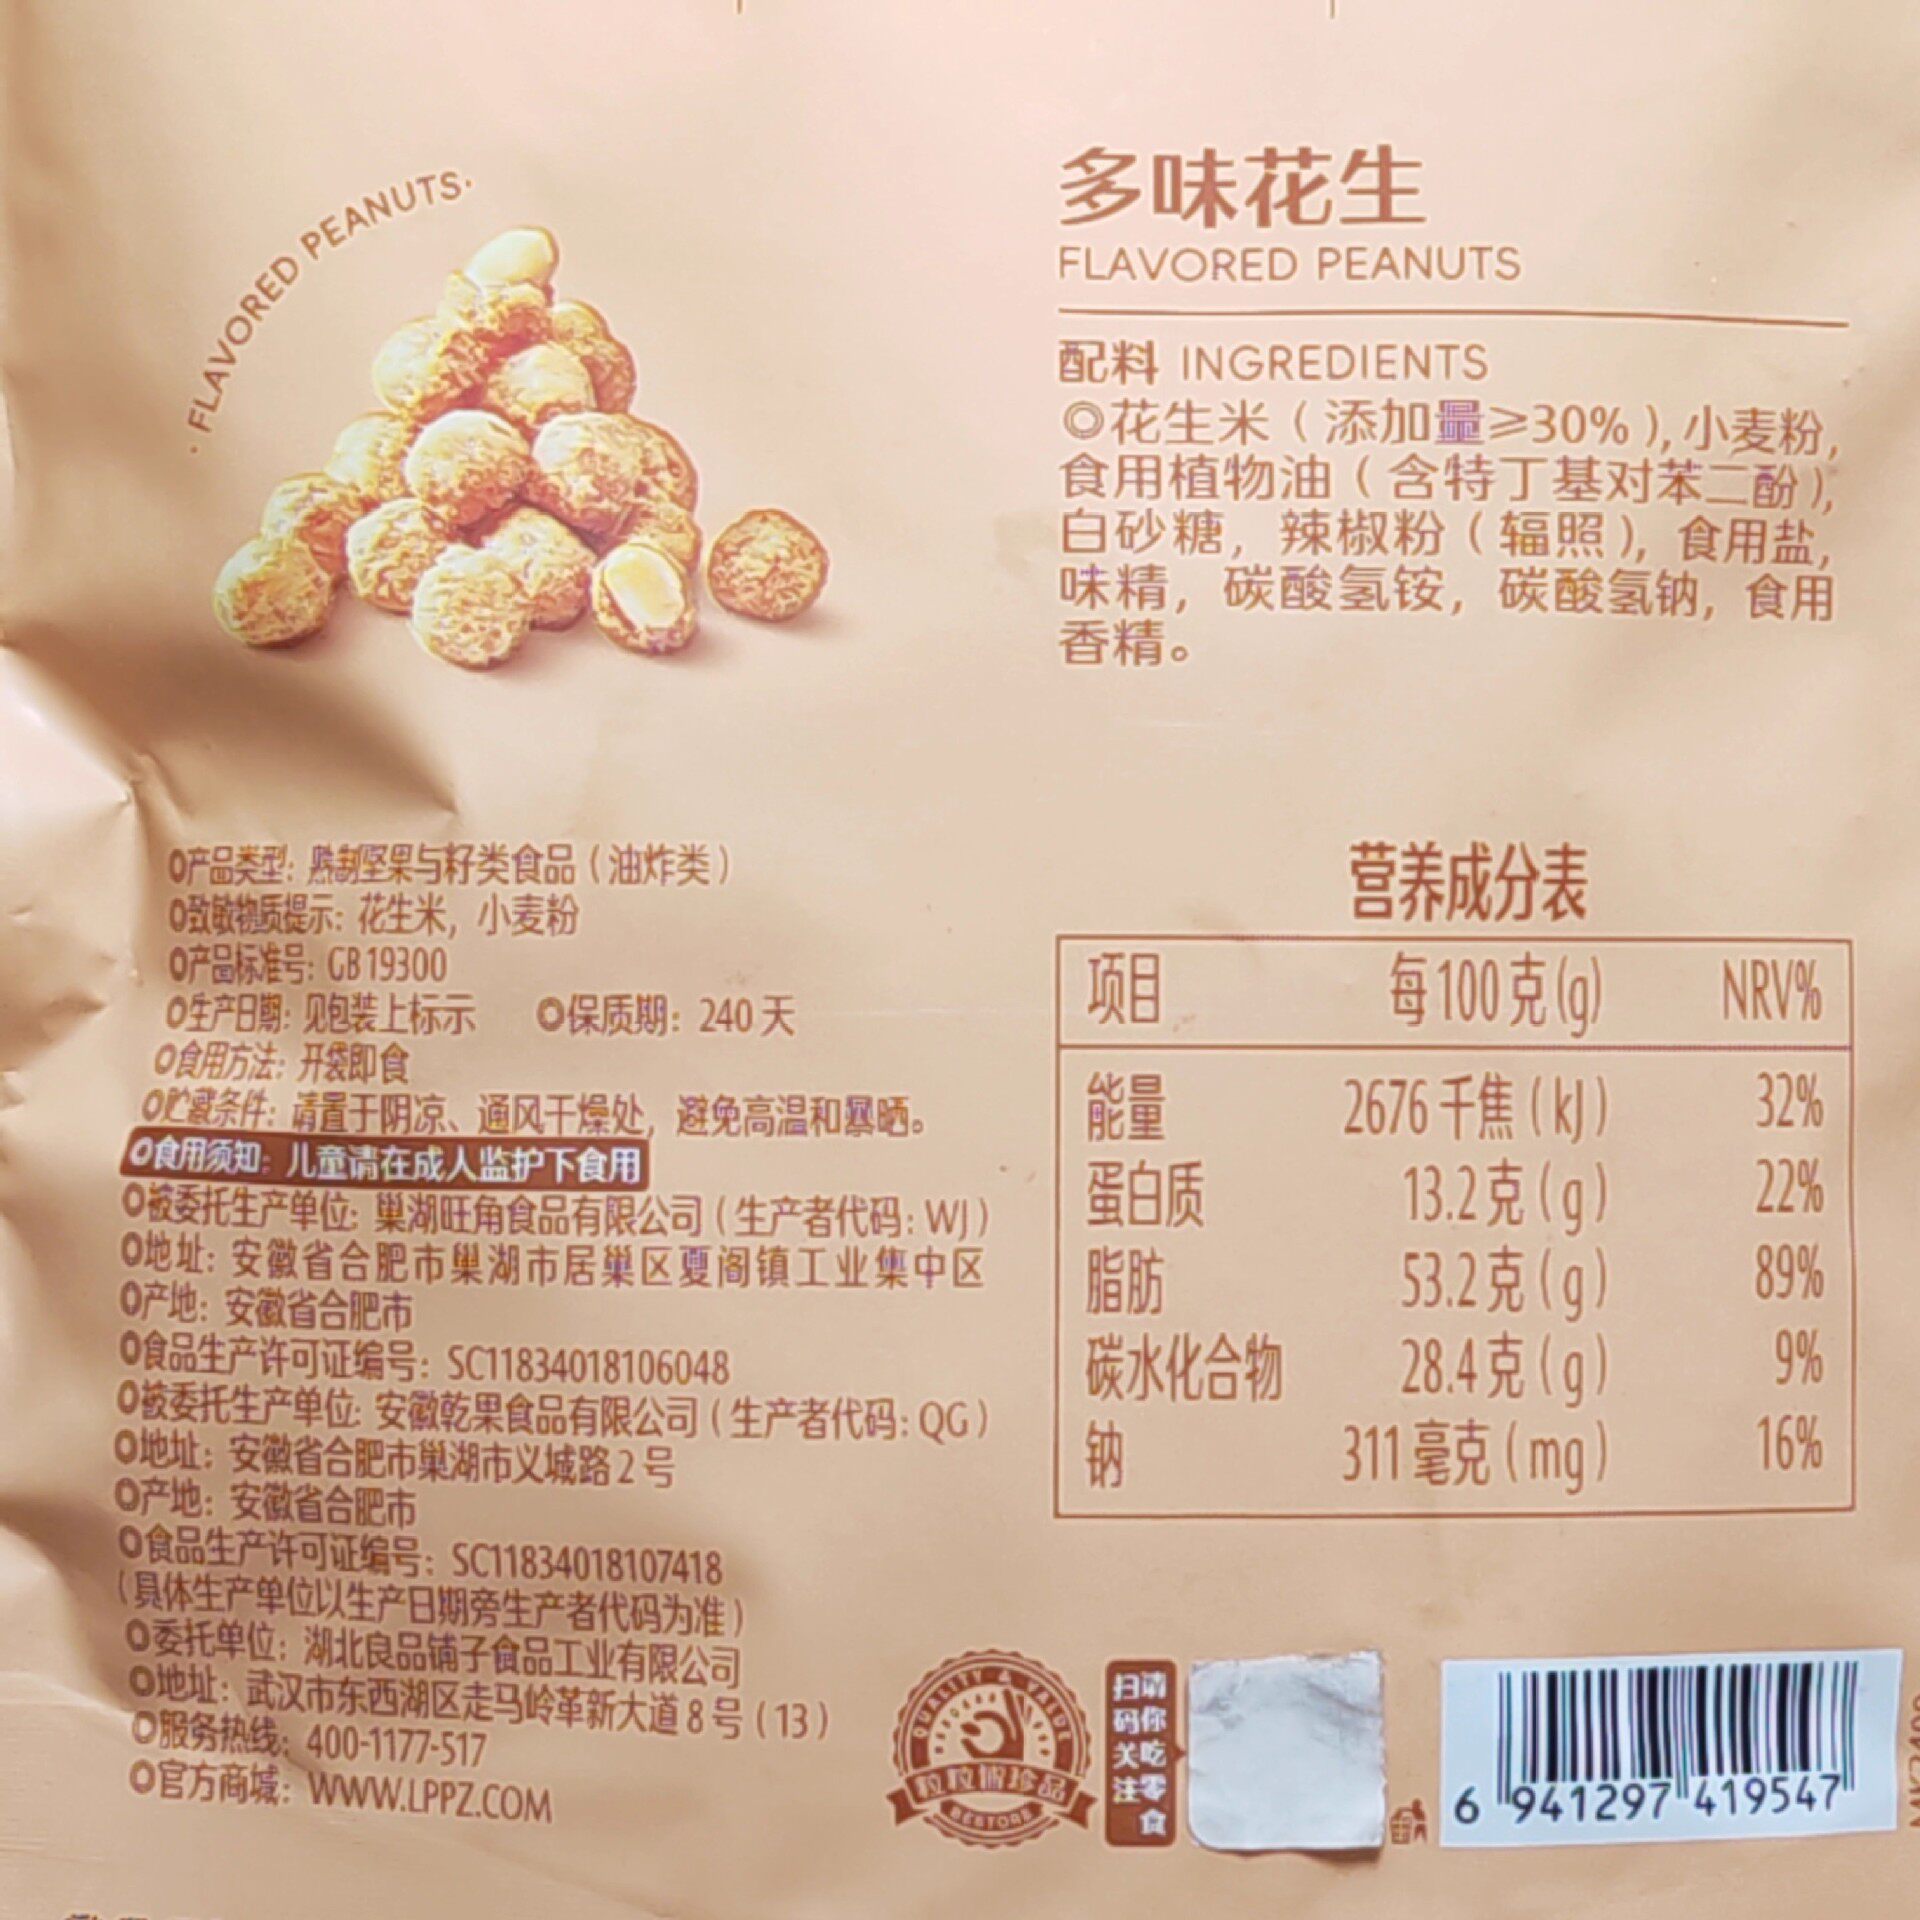 · FLAVORED PEANUTS·
多味花生
FLAVORED PEANUTS
配料 INGREDIENTS
◎花生米（添加量≥30%）,小麦粉,
食用植物油（含特丁基对苯二酚）,
白砂糖, 辣椒粉（辐照）, 食用盐,
味精, 碳酸氢铵, 碳酸氢钠, 食用
香精。
◎产品类型: 熟制坚果与籽类食品（油炸类）
◎致敏物质提示: 花生米, 小麦粉
◎产品标准号: GB 19300
◎生产日期: 见包装上标示 ◎保质期: 240 天
◎食用方法: 开袋即食
◎贮藏条件: 请置于阴凉、通风干燥处, 避免高温和暴晒。
◎食用须知: 儿童请在成人监护下食用
◎被委托生产单位: 巢湖旺角食品有限公司（生产者代码: WJ）
◎地址: 安徽省合肥市巢湖市居巢区夏阁镇工业集中区
◎产地: 安徽省合肥市
◎食品生产许可证编号: SC11834018106048
◎被委托生产单位: 安徽乾果食品有限公司（生产者代码: QG）
◎地址: 安徽省合肥市巢湖市义城路2号
◎产地: 安徽省合肥市
◎食品生产许可证编号: SC11834018107418
（具体生产单位以生产日期旁生产者代码为准）
◎委托单位: 湖北良品铺子食品工业有限公司
◎地址: 武汉市东西湖区走马岭革新大道8号（13）
◎服务热线: 400-1177-517
◎官方商城: WWW.LPPZ.COM
营养成分表
项目 每100克(g) NRV%
能量 2676千焦（kJ） 32%
蛋白质 13.2克（g） 22%
脂肪 53.2克（g） 89%
碳水化合物 28.4克（g） 9%
钠 311毫克（mg） 16%
QUALITY & VALUE
BESTORE
扫码关注
请你吃零食
6 941297 419547